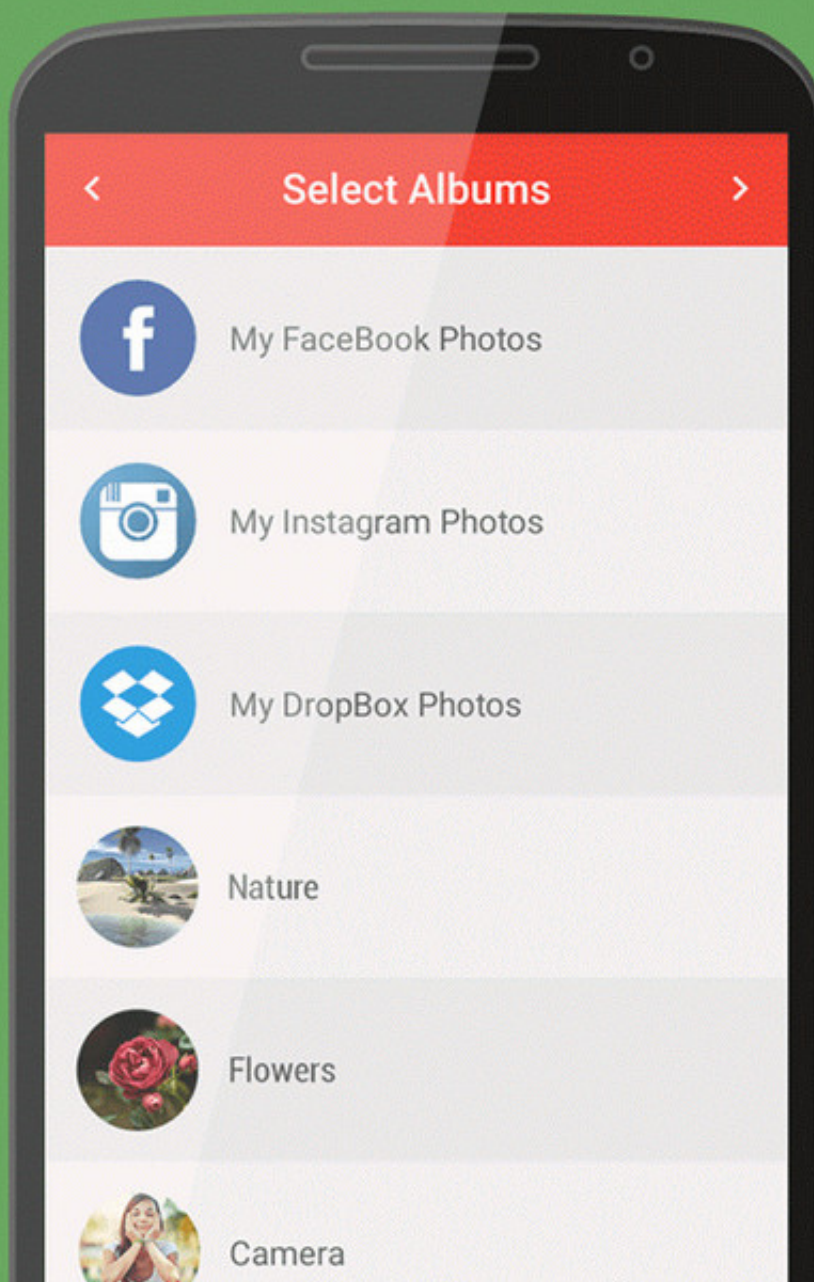 Select Albums
My FaceBook Photos
My Instagram Photos
My DropBox Photos
Nature
Flowers
Camera